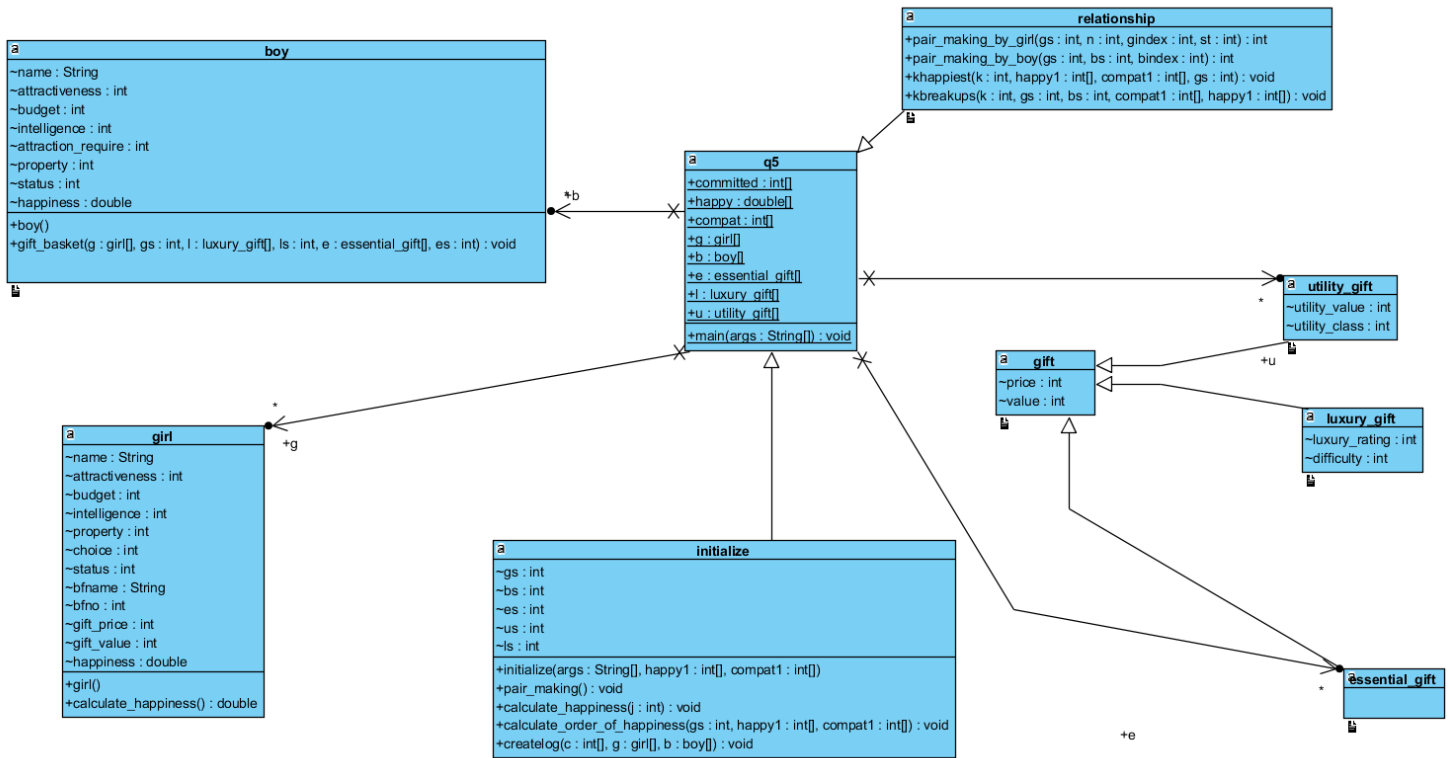 boy
~name : String
~attractiveness : int
~budget : int
~intelligence : int
~attraction_require : int
~property : int
~status : int
~happiness : double
+boy()
+gift_basket(g : girl[], gs : int, l : luxury_gift[], ls : int, e : essential_gift[], es : int) : void
relationship
+pair_making_by_girl(gs : int, n : int, gindex : int, st : int) : int
+pair_making_by_boy(gs : int, bs : int, bindex : int) : int
+khappiest(k : int, happy1 : int[], compat1 : int[], gs : int) : void
+kbreakups(k : int, gs : int, bs : int, compat1 : int[], happy1 : int[]) : void
q5
+committed : int[]
+happy : double[]
+compat : int[]
+g : girl[]
+b : boy[]
+e : essential_gift[]
+l : luxury_gift[]
+u : utility_gift[]
+main(args : String[]) : void
*
+b
utility_gift
~utility_value : int
~utility_class : int
*
+u
gift
~price : int
~value : int
luxury_gift
~luxury_rating : int
~difficulty : int
*
+g
girl
~name : String
~attractiveness : int
~budget : int
~intelligence : int
~property : int
~choice : int
~status : int
~bfname : String
~bfno : int
~gift_price : int
~gift_value : int
~happiness : double
+girl()
+calculate_happiness() : double
initialize
~gs : int
~bs : int
~es : int
~us : int
~ls : int
+initialize(args : String[], happy1 : int[], compat1 : int[])
+pair_making() : void
+calculate_happiness(j : int) : void
+calculate_order_of_happiness(gs : int, happy1 : int[], compat1 : int[]) : void
+createlog(c : int[], g : girl[], b : boy[]) : void
essential_gift
*
+e